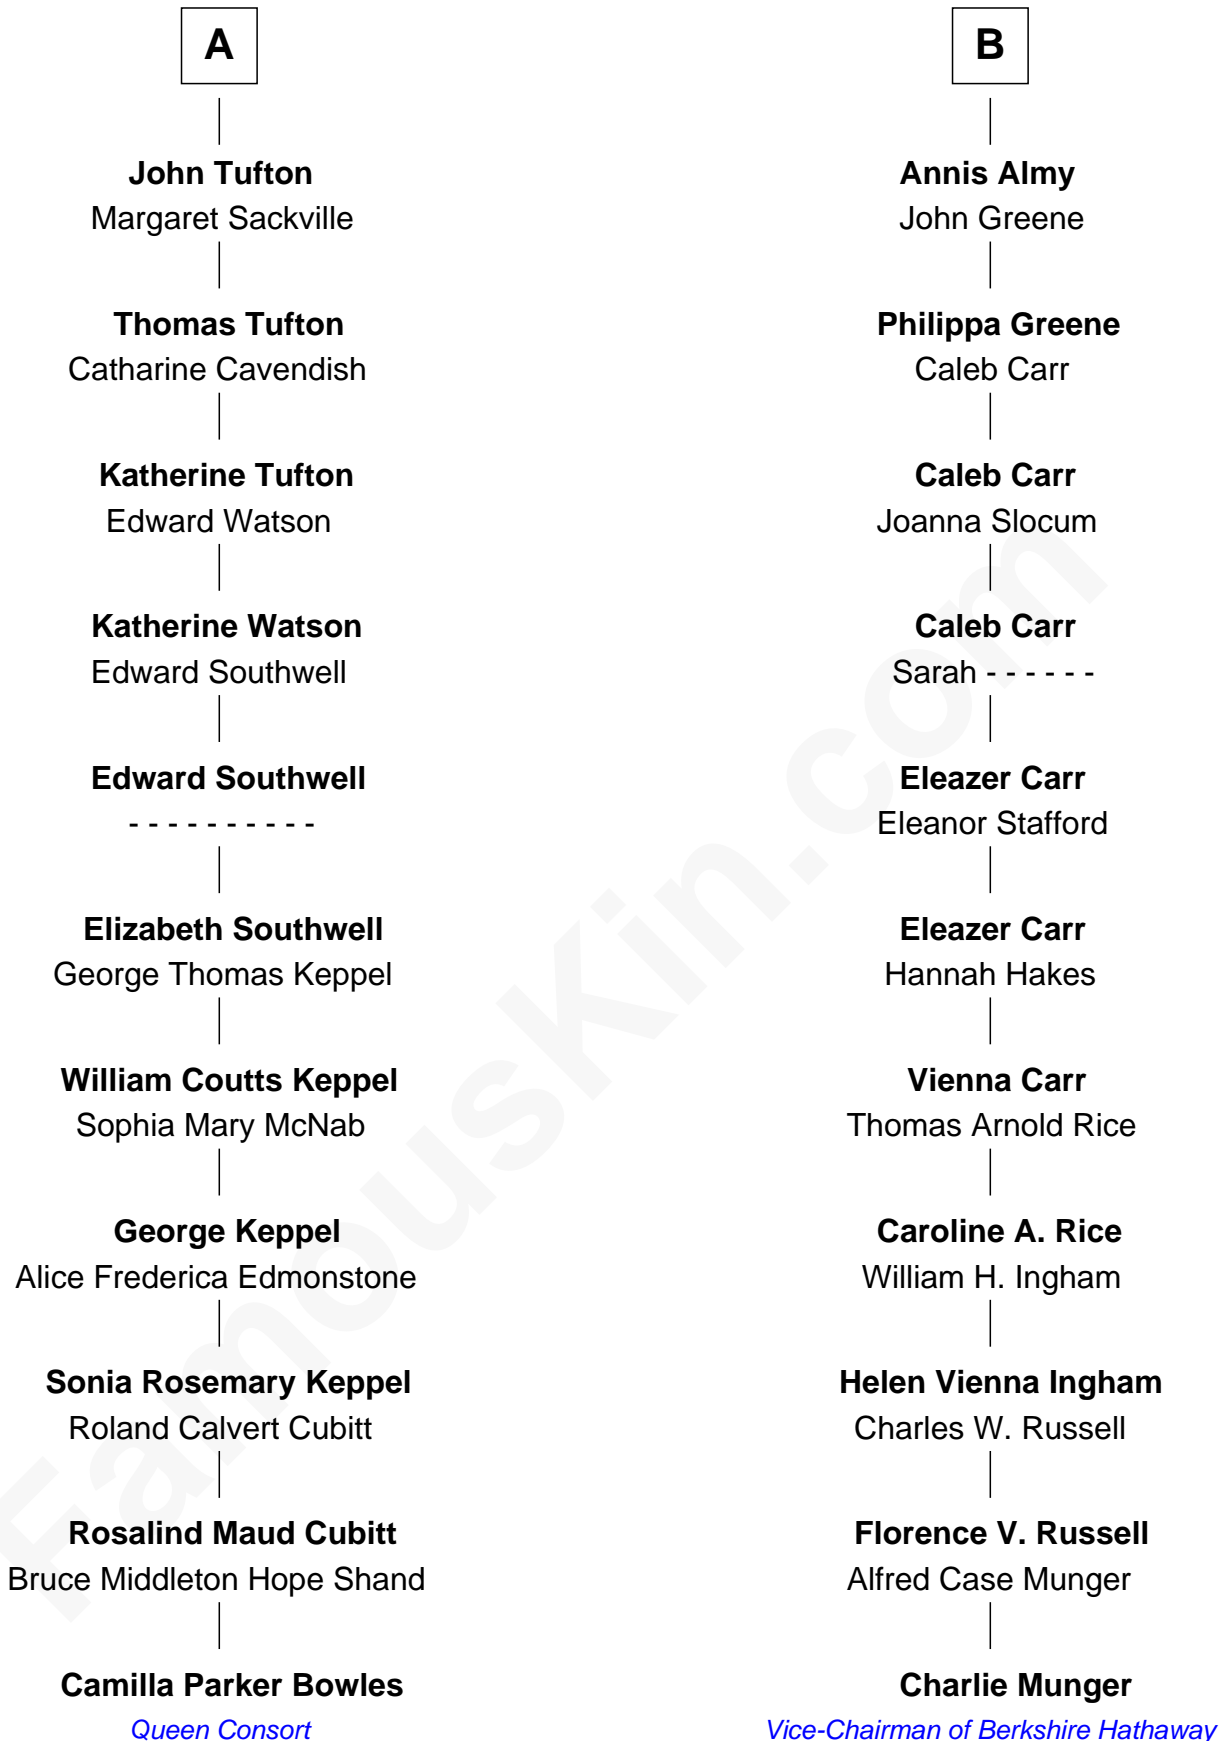 A
John Tufton
Margaret Sackville
Thomas Tufton
Catharine Cavendish
Katherine Tufton
Edward Watson
Katherine Watson
Edward Southwell
Edward Southwell
- - - - - - - - - -
Elizabeth Southwell
George Thomas Keppel
William Coutts Keppel
Sophia Mary McNab
George Keppel
Alice Frederica Edmonstone
Sonia Rosemary Keppel
Roland Calvert Cubitt
Rosalind Maud Cubitt
Bruce Middleton Hope Shand
Camilla Parker Bowles
Queen Consort
B
Annis Almy
John Greene
Philippa Greene
Caleb Carr
Caleb Carr
Joanna Slocum
Caleb Carr
Sarah - - - - - -
Eleazer Carr
Eleanor Stafford
Eleazer Carr
Hannah Hakes
Vienna Carr
Thomas Arnold Rice
Caroline A. Rice
William H. Ingham
Helen Vienna Ingham
Charles W. Russell
Florence V. Russell
Alfred Case Munger
Charlie Munger
Vice-Chairman of Berkshire Hathaway
FamousKin.com